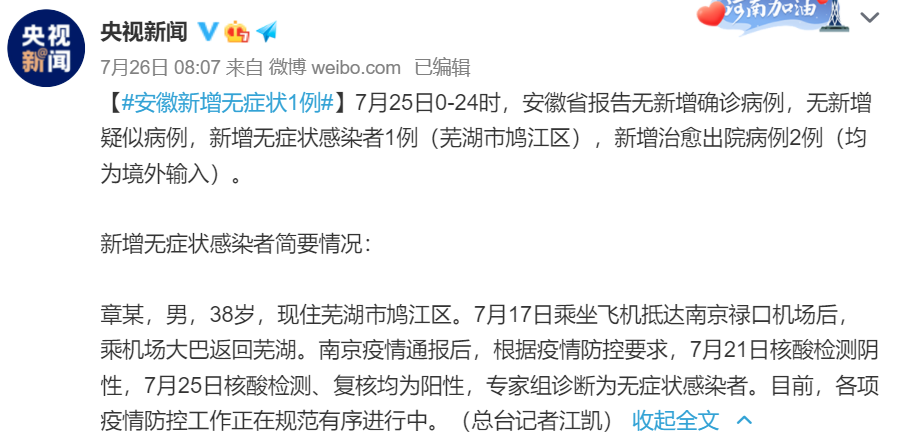 河南加油
央视新闻
央视
新闻
7月26日 08:07 来自 微博 weibo.com 已编辑
【#安徽新增无症状1例#】7月25日0-24时，安徽省报告无新增确诊病例，无新增
疑似病例，新增无症状感染者1例（芜湖市鸠江区），新增治愈出院病例2例（均
为境外输入）。
新增无症状感染者简要情况：
章某，男，38岁，现住芜湖市鸠江区。7月17日乘坐飞机抵达南京禄口机场后，
乘机场大巴返回芜湖。南京疫情通报后，根据疫情防控要求，7月21日核酸检测阴
性，7月25日核酸检测、复核均为阳性，专家组诊断为无症状感染者。目前，各项
疫情防控工作正在规范有序进行中。（总台记者江凯） 收起全文